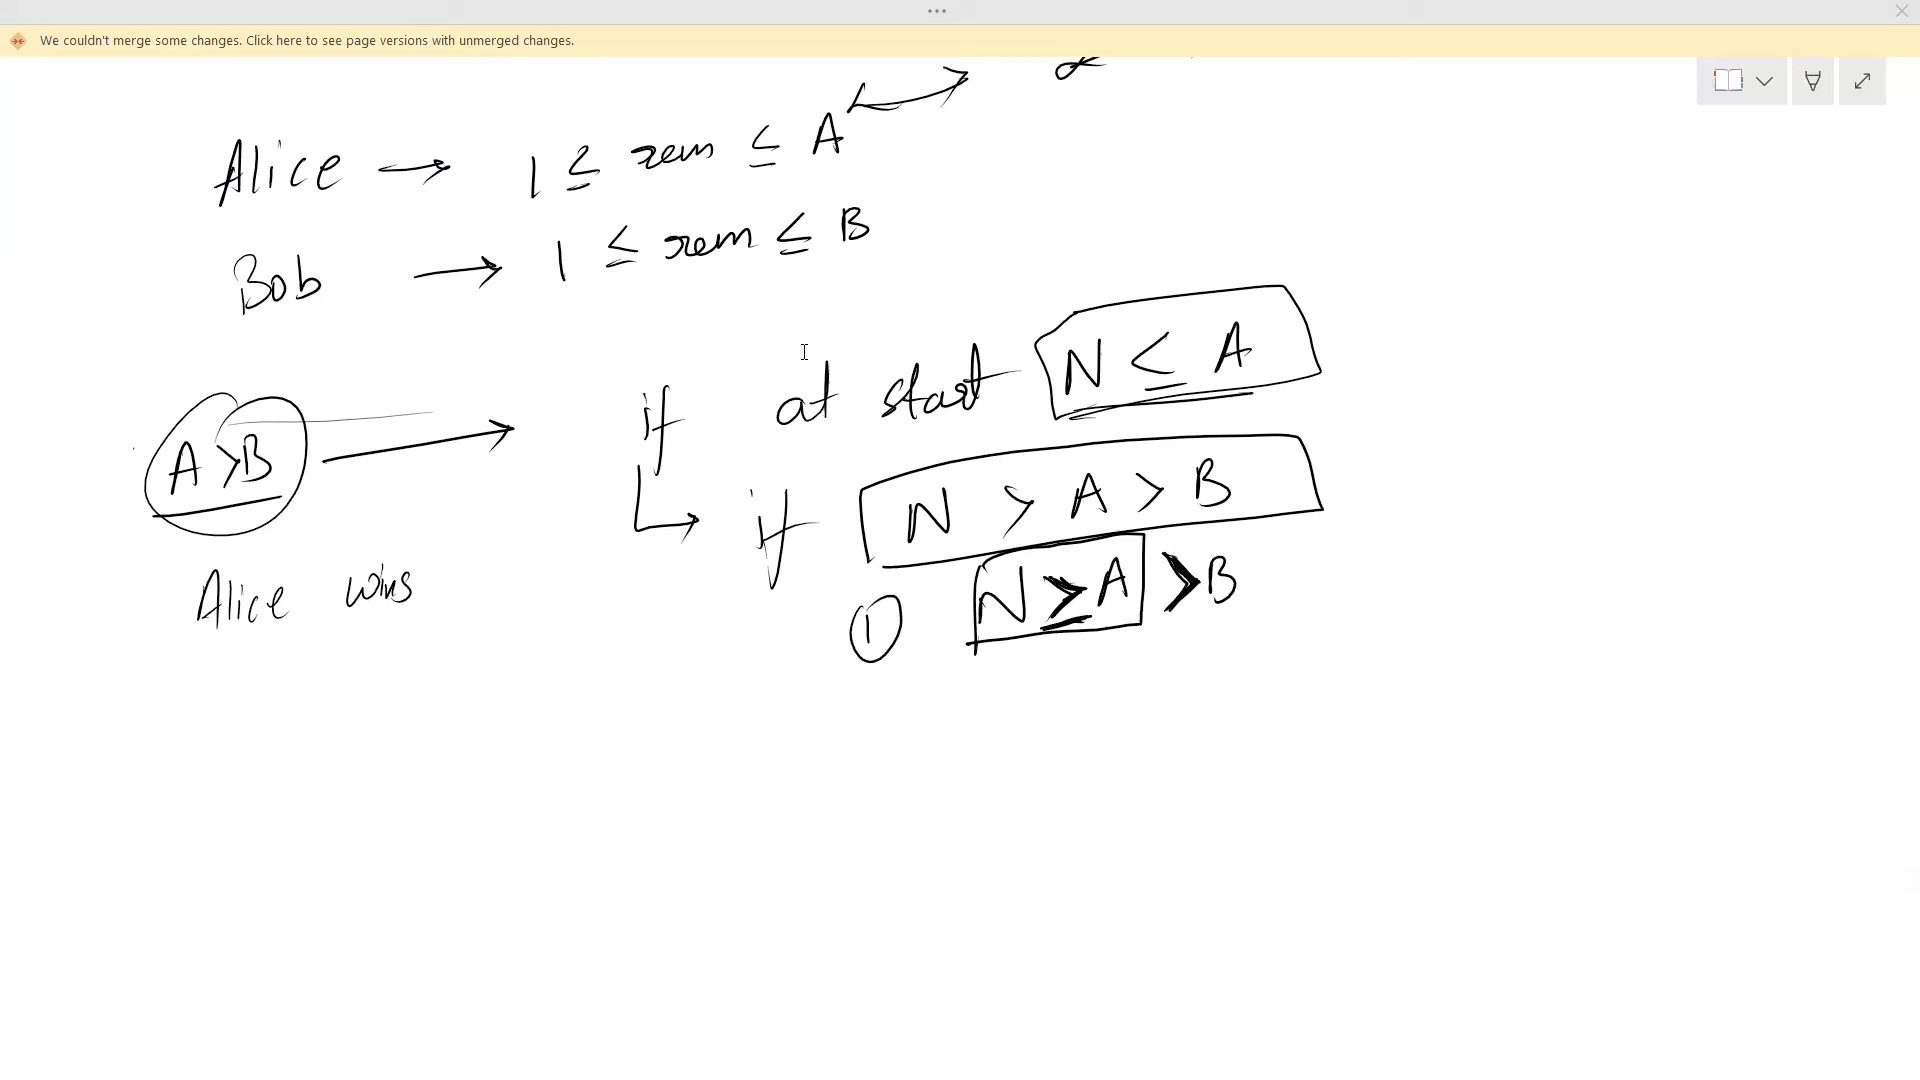 We couldn't merge some changes. Click here to see page versions with unmerged changes.
Alice → 1 ≤ rem ≤ A
Bob → 1 ≤ rem ≤ B
if at start N ≤ A
A > B →
if N > A > B
① N ≥ A > B
Alice wins